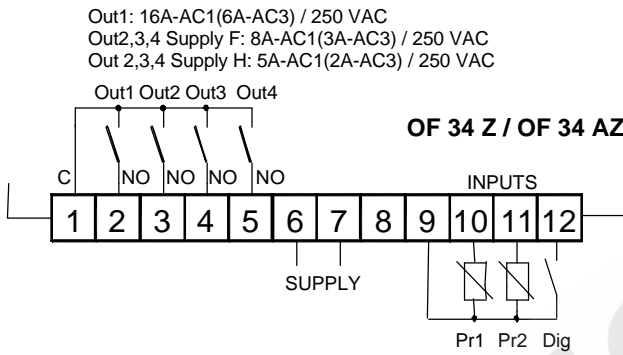 Out1: 16A-AC1(6A-AC3) / 250 VAC
Out2,3,4 Supply F: 8A-AC1(3A-AC3) / 250 VAC
Out 2,3,4 Supply H: 5A-AC1(2A-AC3) / 250 VAC
Out1 Out2 Out3 Out4
OF 34 Z / OF 34 AZ
C NO NO NO NO INPUTS
1 2 3 4 5 6 7 8 9 10 11 12
SUPPLY
Pr1 Pr2 Dig